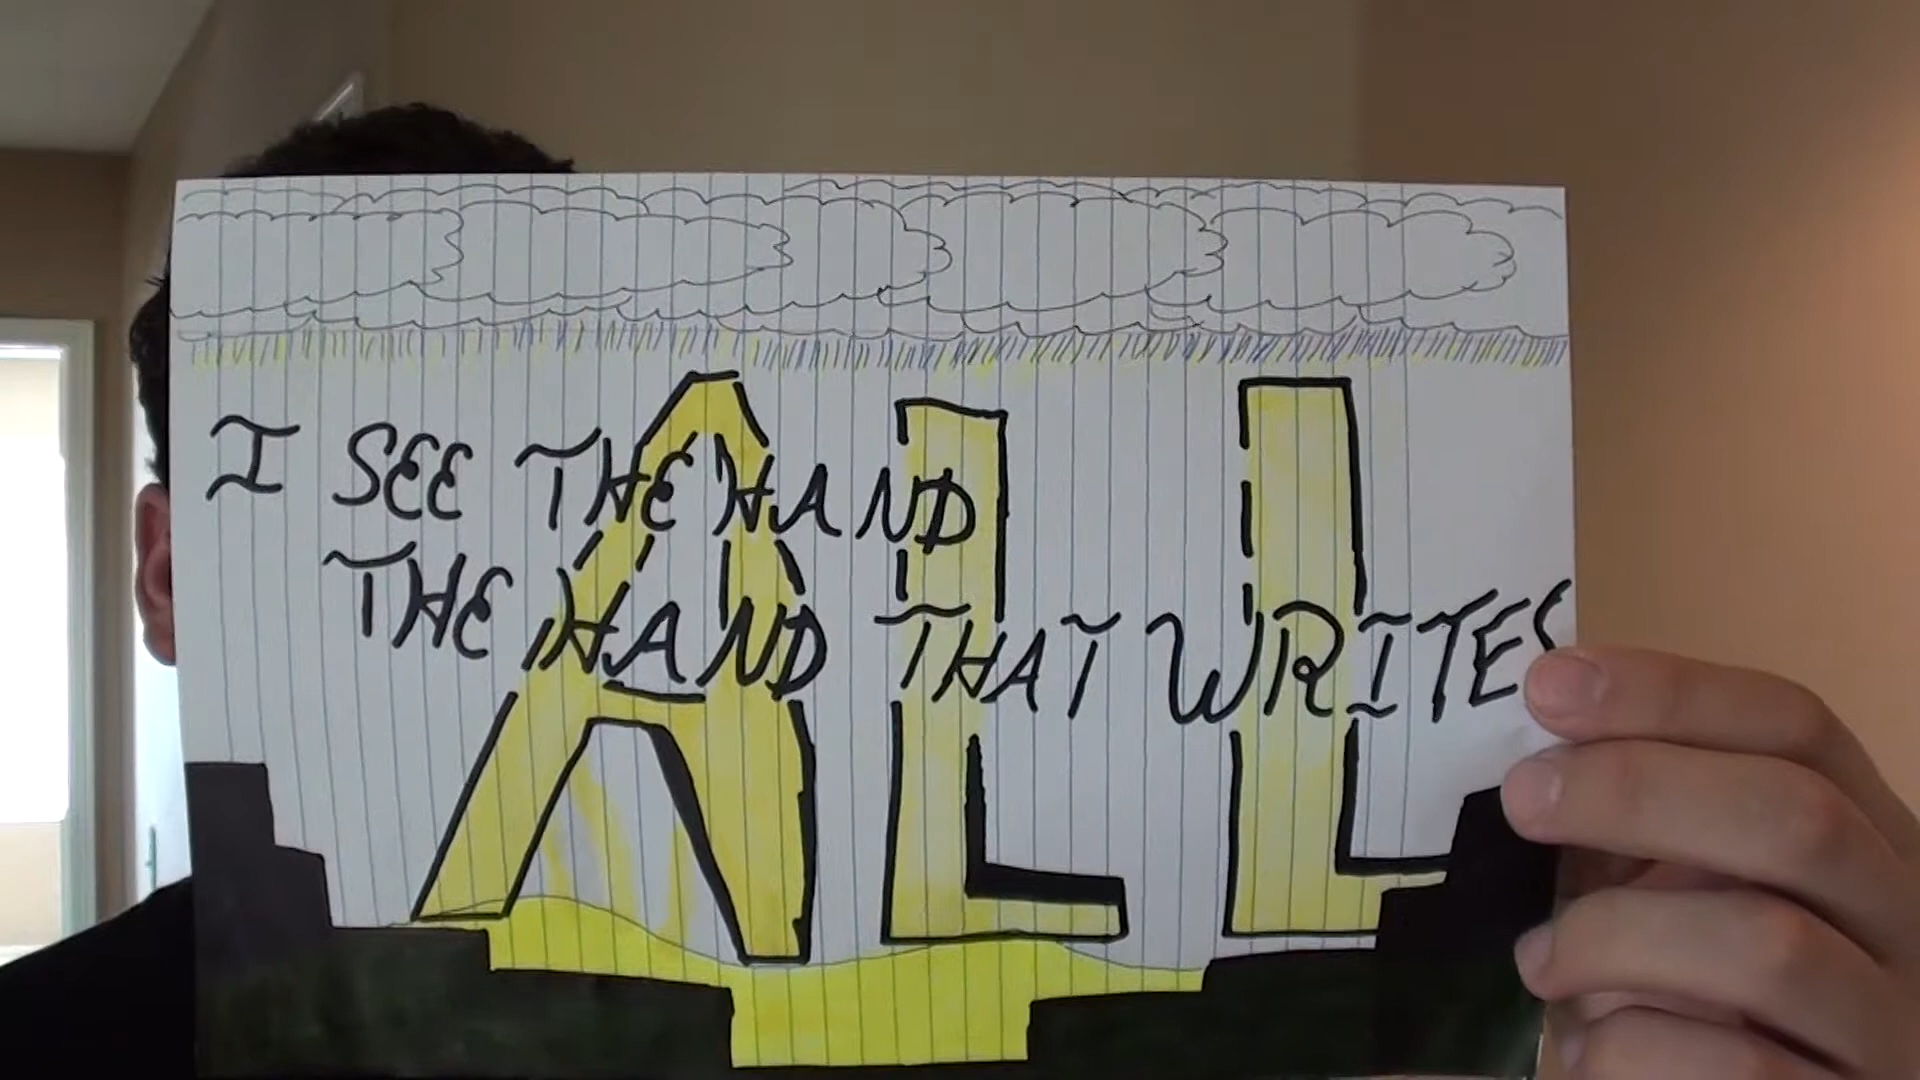 I SEE THE HAND
THE HAND THAT WRITES
ALL